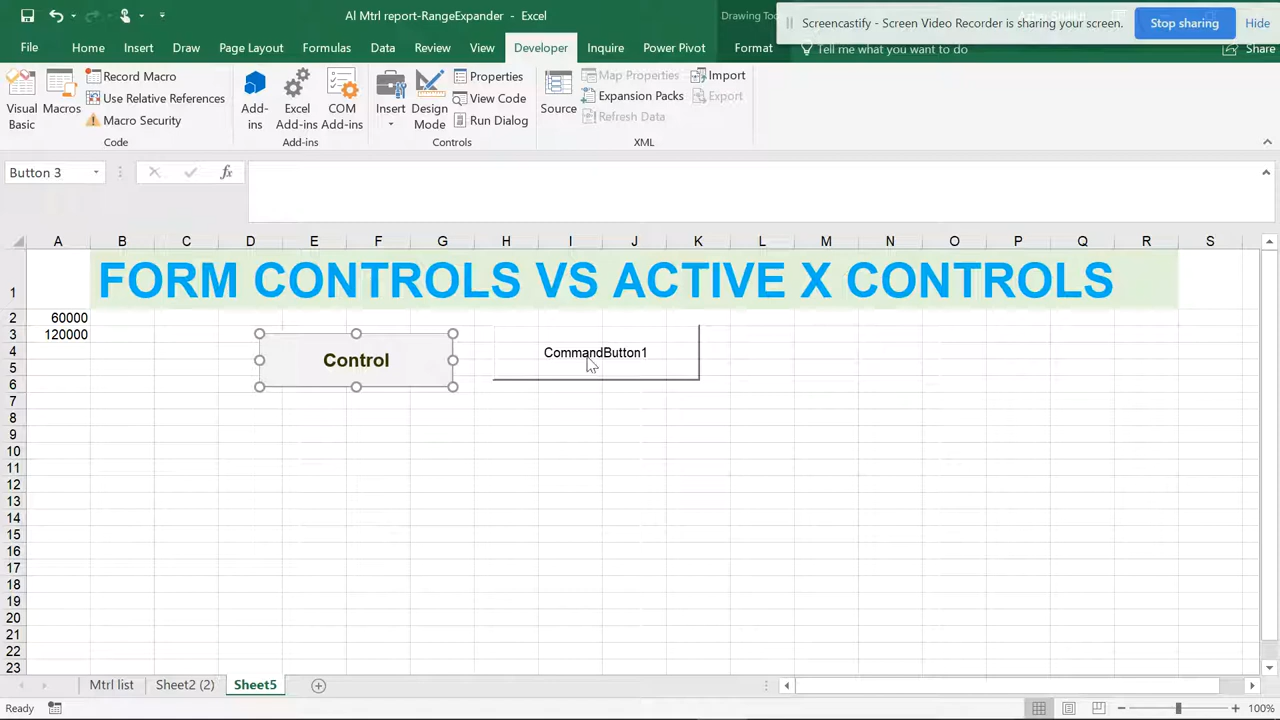 Al Mtrl report-RangeExpander - Excel
Drawing Too
Screencastify - Screen Video Recorder is sharing your screen.
Stop sharing
Hide
File
Home
Insert
Draw
Page Layout
Formulas
Data
Review
View
Developer
Inquire
Power Pivot
Format
Tell me what you want to do
Share
Visual Basic
Macros
Record Macro
Use Relative References
Macro Security
Code
Add-ins
Excel Add-ins
COM Add-ins
Add-ins
Insert
Design Mode
Properties
View Code
Run Dialog
Controls
Source
Map Properties
Expansion Packs
Refresh Data
Import
Export
XML
Button 3
fx
A B C D E F G H I J K L M N O P Q R S
1 FORM CONTROLS VS ACTIVE X CONTROLS
2 60000
3 120000
Control
CommandButton1
4
5
6
7
8
9
10
11
12
13
14
15
16
17
18
19
20
21
22
23
Mtrl list
Sheet2 (2)
Sheet5
Ready
100%